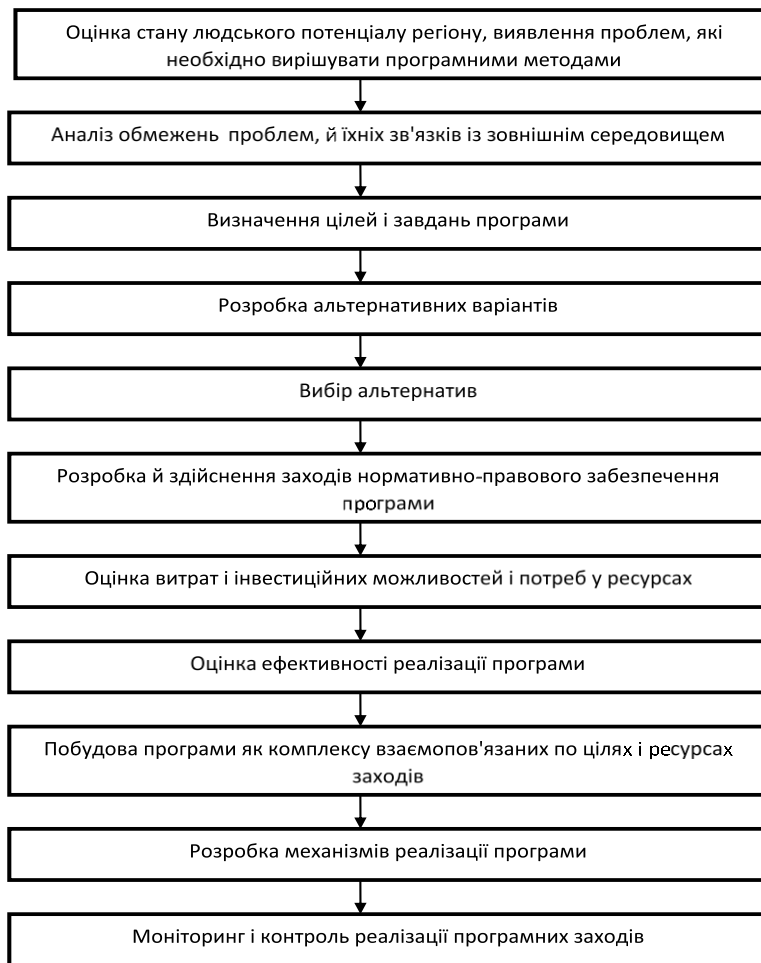 Оцінка стану людського потенціалу регіону, виявлення проблем, які
необхідно вирішувати програмними методами
Аналіз обмежень проблем, й їхніх зв'язків із зовнішнім середовищем
Визначення цілей і завдань програми
Розробка альтернативних варіантів
Вибір альтернатив
Розробка й здійснення заходів нормативно-правового забезпечення
програми
Оцінка витрат і інвестиційних можливостей і потреб у ресурсах
Оцінка ефективності реалізації програми
Побудова програми як комплексу взаємопов'язаних по цілях і ресурсах
заходів
Розробка механізмів реалізації програми
Моніторинг і контроль реалізації програмних заходів